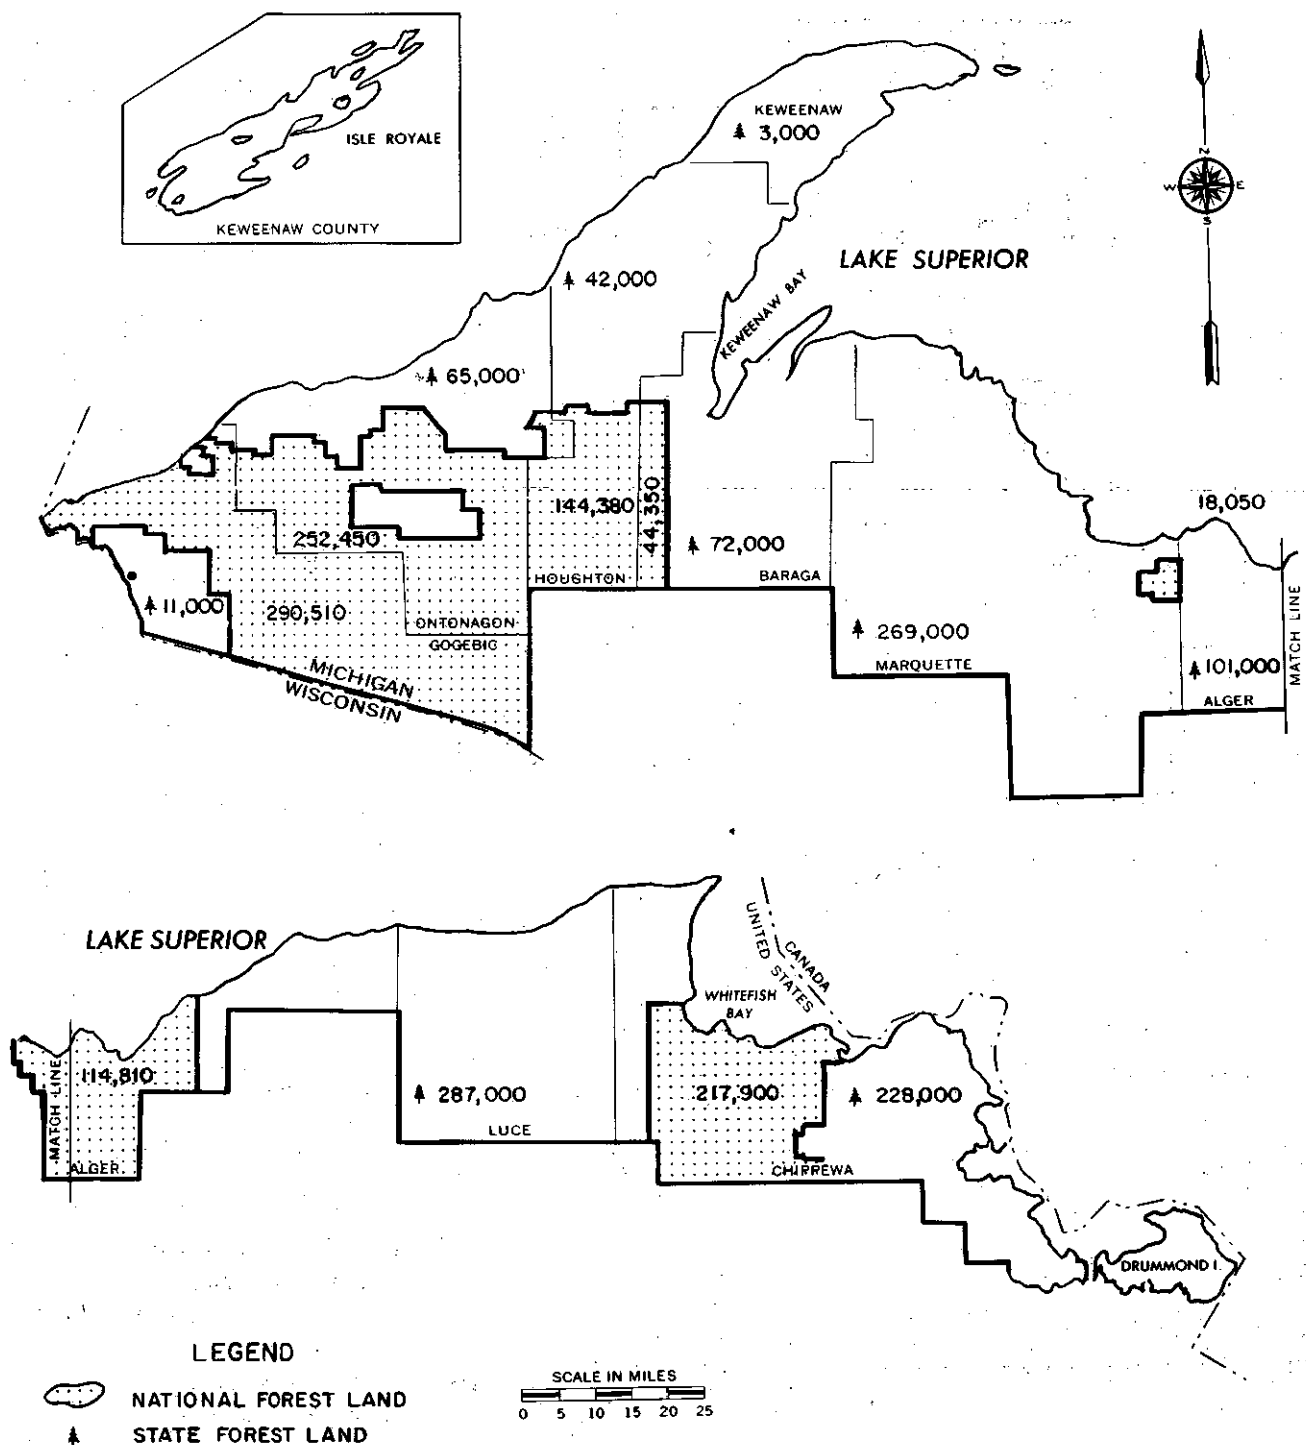 KEWEENAW
3,000
ISLE ROYALE
KEWEENAW COUNTY
N
W
E
S
LAKE SUPERIOR
42,000
KEWEENAW BAY
65,000
18,050
144,380
44,350
252,450
72,000
HOUGHTON
BARAGA
11,000
290,510
ONTONAGON
GOGEBIC
269,000
MARQUETTE
101,000
ALGER
MATCH LINE
MICHIGAN
WISCONSIN
LAKE SUPERIOR
CANADA
UNITED STATES
WHITEFISH
BAY
114,810
MATCH LINE
ALGER
287,000
LUCE
217,900
228,000
CHIPPEWA
DRUMMOND I.
LEGEND
NATIONAL FOREST LAND
STATE FOREST LAND
SCALE IN MILES
0 5 10 15 20 25